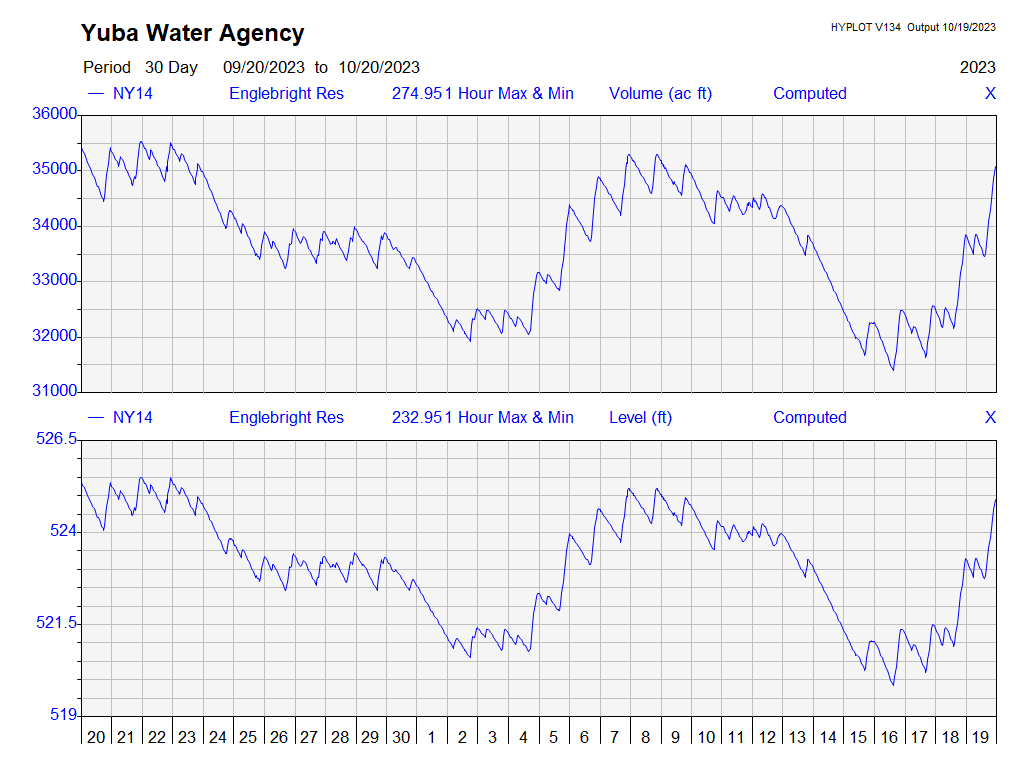 Yuba Water Agency
HYPLOT V134 Output 10/19/2023
Period 30 Day 09/20/2023 to 10/20/2023 2023
— NY14 Englebright Res 274.951 Hour Max & Min Volume (ac ft) Computed X
36000
35000
34000
33000
32000
31000
— NY14 Englebright Res 232.951 Hour Max & Min Level (ft) Computed X
526.5
524
521.5
519
20 21 22 23 24 25 26 27 28 29 30 1 2 3 4 5 6 7 8 9 10 11 12 13 14 15 16 17 18 19